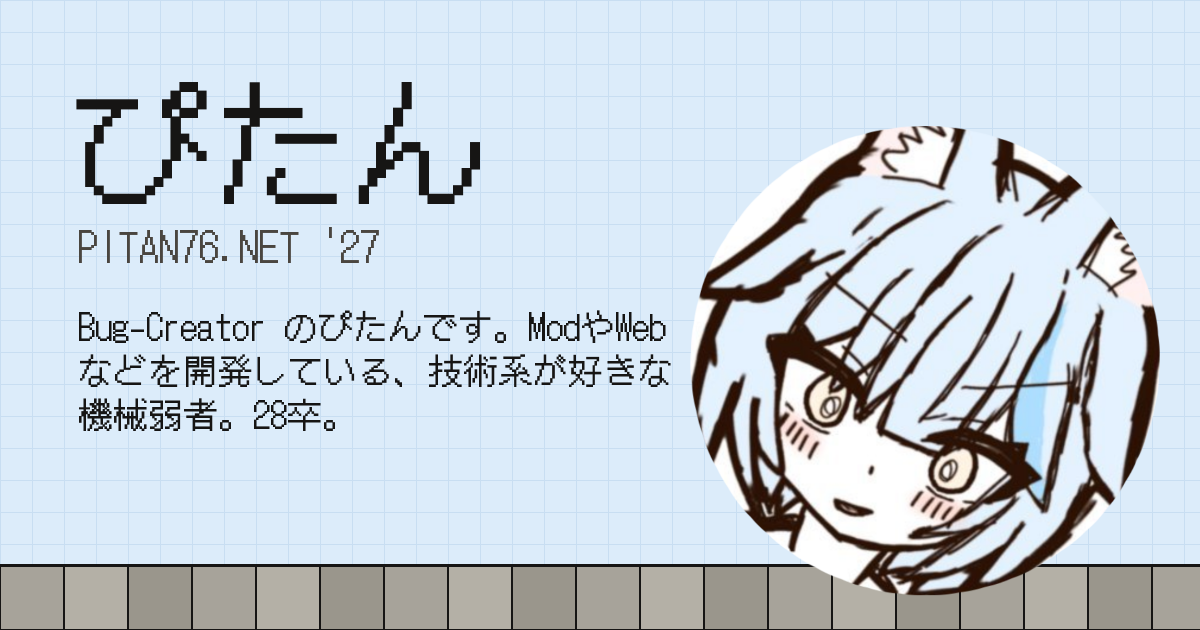 ぴたん
PITAN76.NET '27
Bug-Creator のぴたんです。ModやWeb
などを開発している、技術系が好きな
機械弱者。28卒。